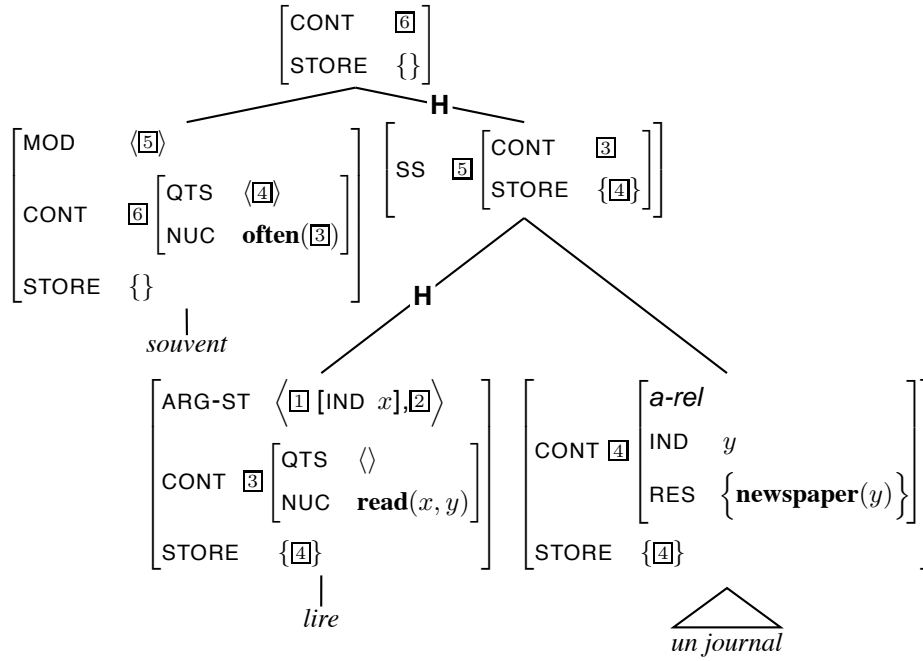 CONT 6
STORE {}
H
MOD ⟨5⟩
CONT 6 QTS ⟨4⟩
NUC often(3)
STORE {}
souvent
SS 5 CONT 3
STORE {4}
H
ARG-ST ⟨1 [IND x],2⟩
CONT 3 QTS ⟨⟩
NUC read(x, y)
STORE {4}
lire
CONT 4 a-rel
IND y
RES {newspaper(y)}
STORE {4}
un journal